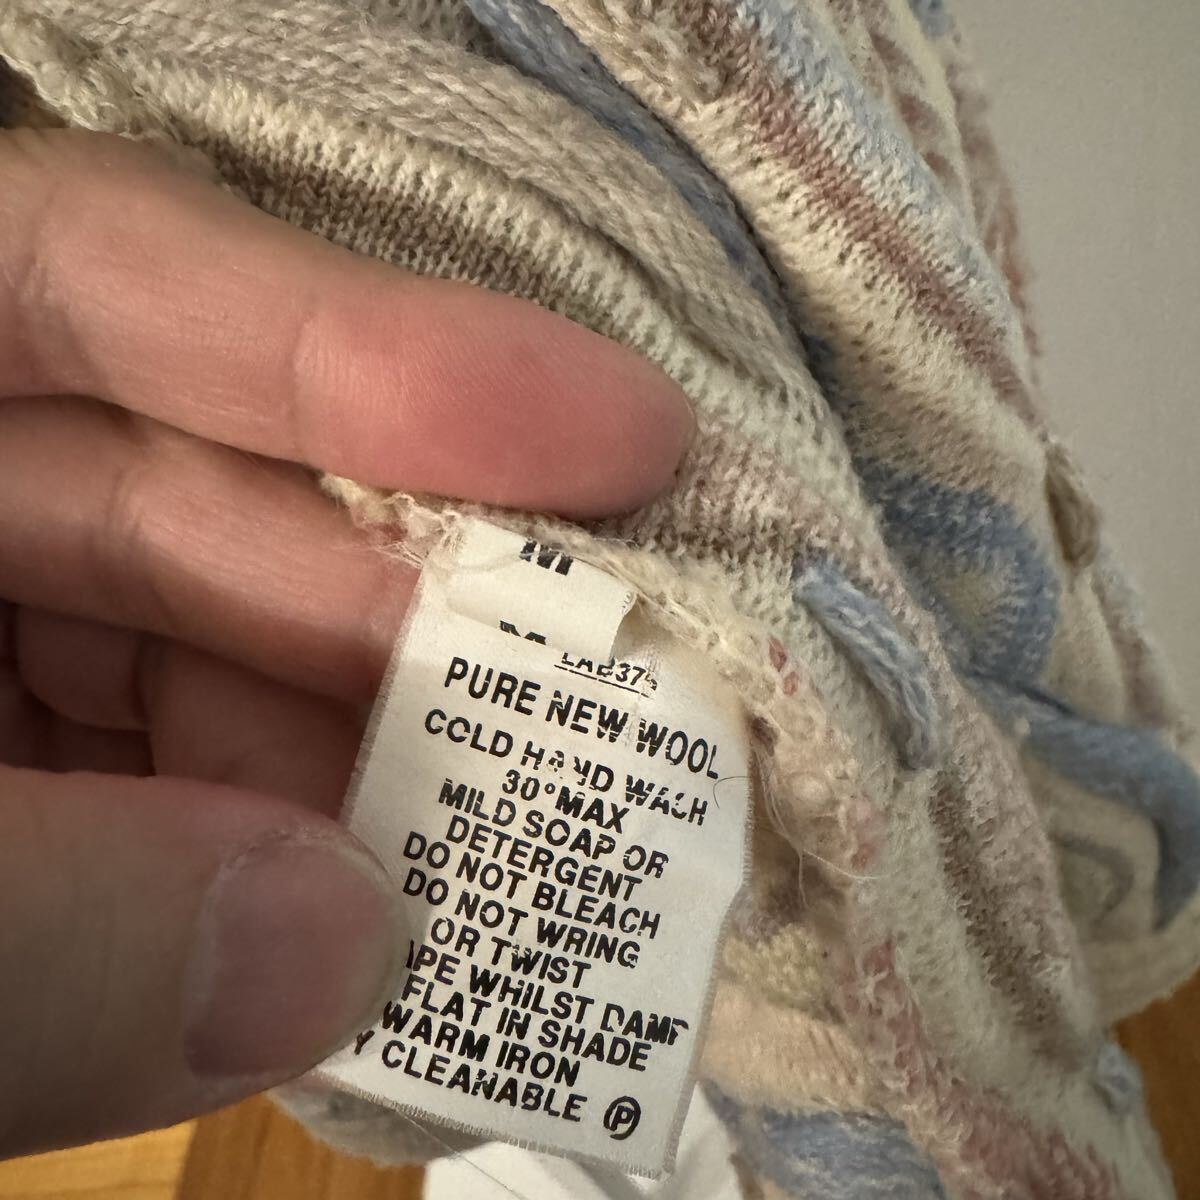 M
M
PURE NEW WOOL
COLD HAND WASH
30°MAX
MILD SOAP OR
DETERGENT
DO NOT BLEACH
DO NOT WRING
OR TWIST
APE WHILST DAMP
FLAT IN SHADE
WARM IRON
Y CLEANABLE Ⓟ